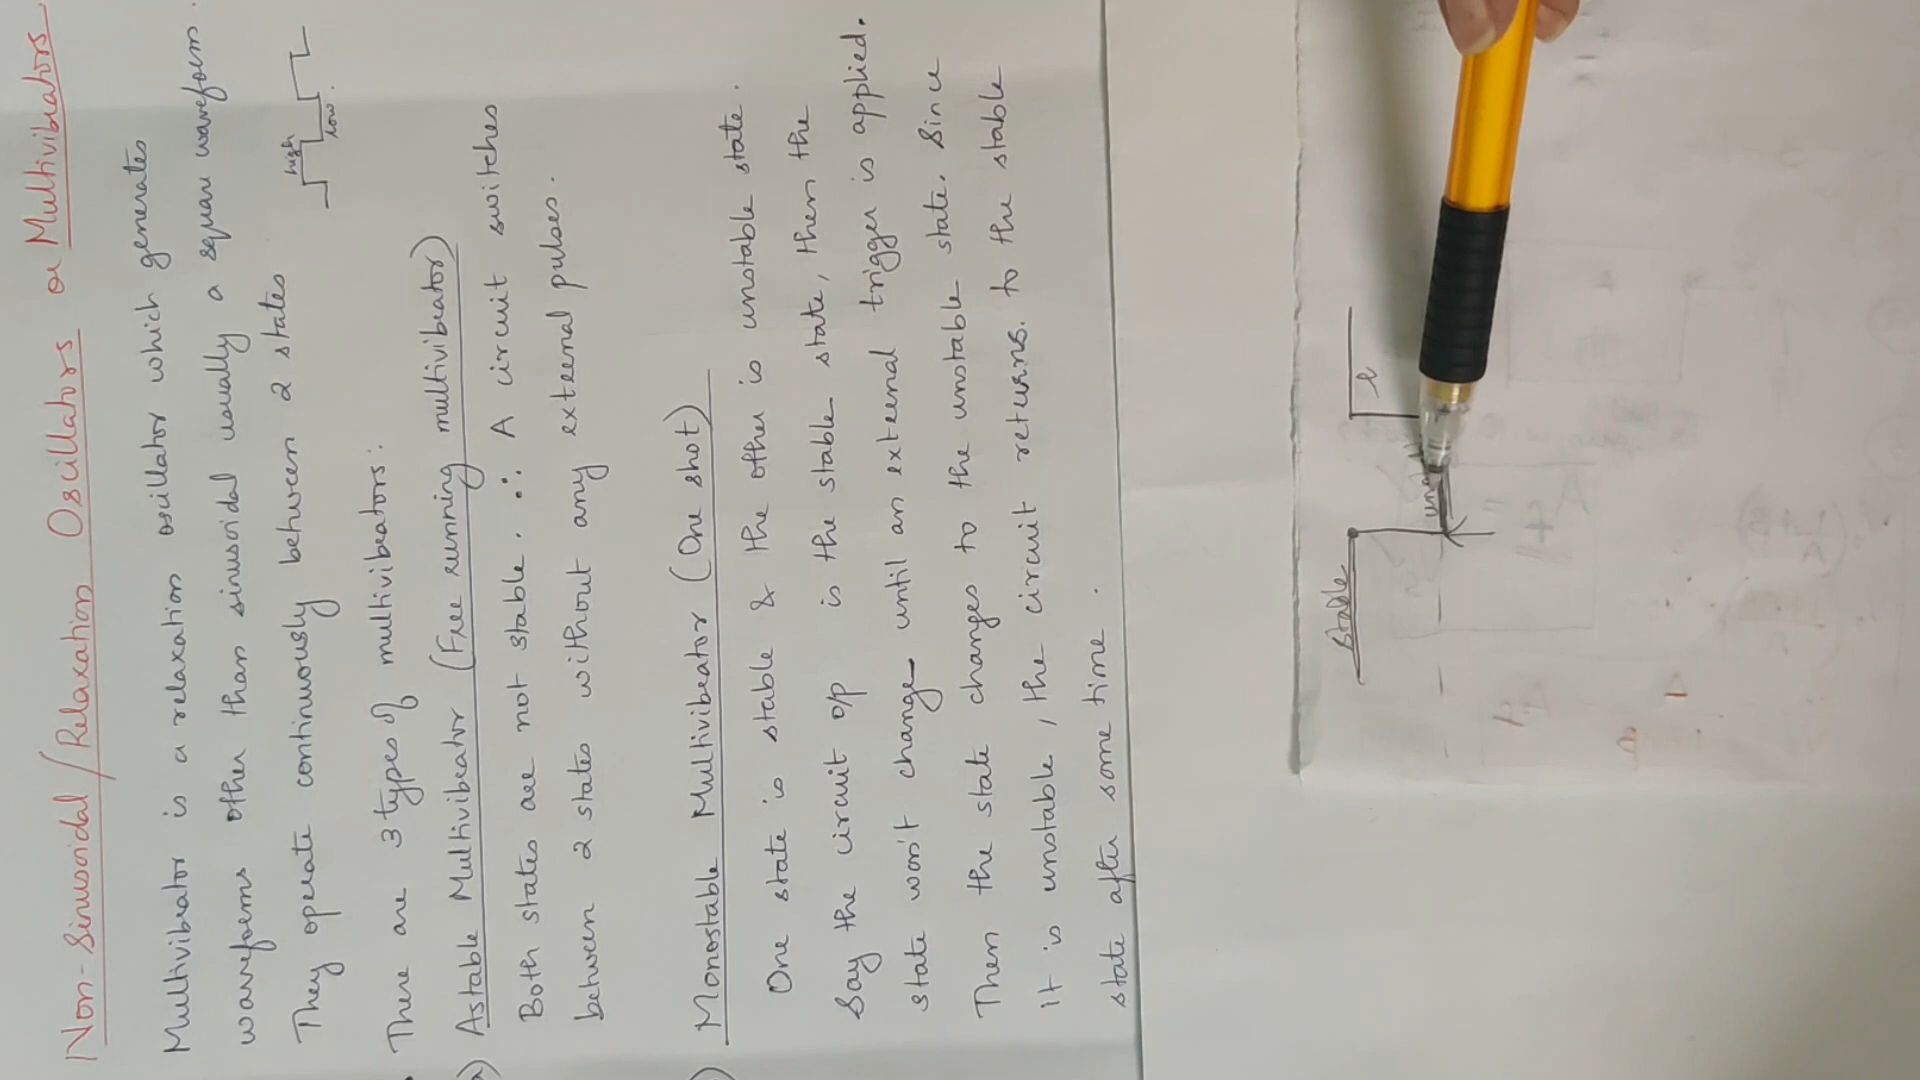 Non-Sinusoidal/Relaxation Oscillators or Multivibrators
Multivibrator is a relaxation oscillator which generates
waveforms other than sinusoidal usually a square waveform.
They operate continuously between 2 states
high
low.
• There are 3 types of multivibrators:
a) Astable Multivibrator (Free running multivibrator)
Both states are not stable. ∴ A circuit switches
between 2 states without any external pulses.
) Monostable Multivibrator (One shot)
One state is stable & the other is unstable state.
Say the circuit o/p is the stable state, then the
state won't change until an external trigger is applied.
Then the state changes to the unstable state. Since
it is unstable, the circuit returns. to the stable
state after some time.
Stable